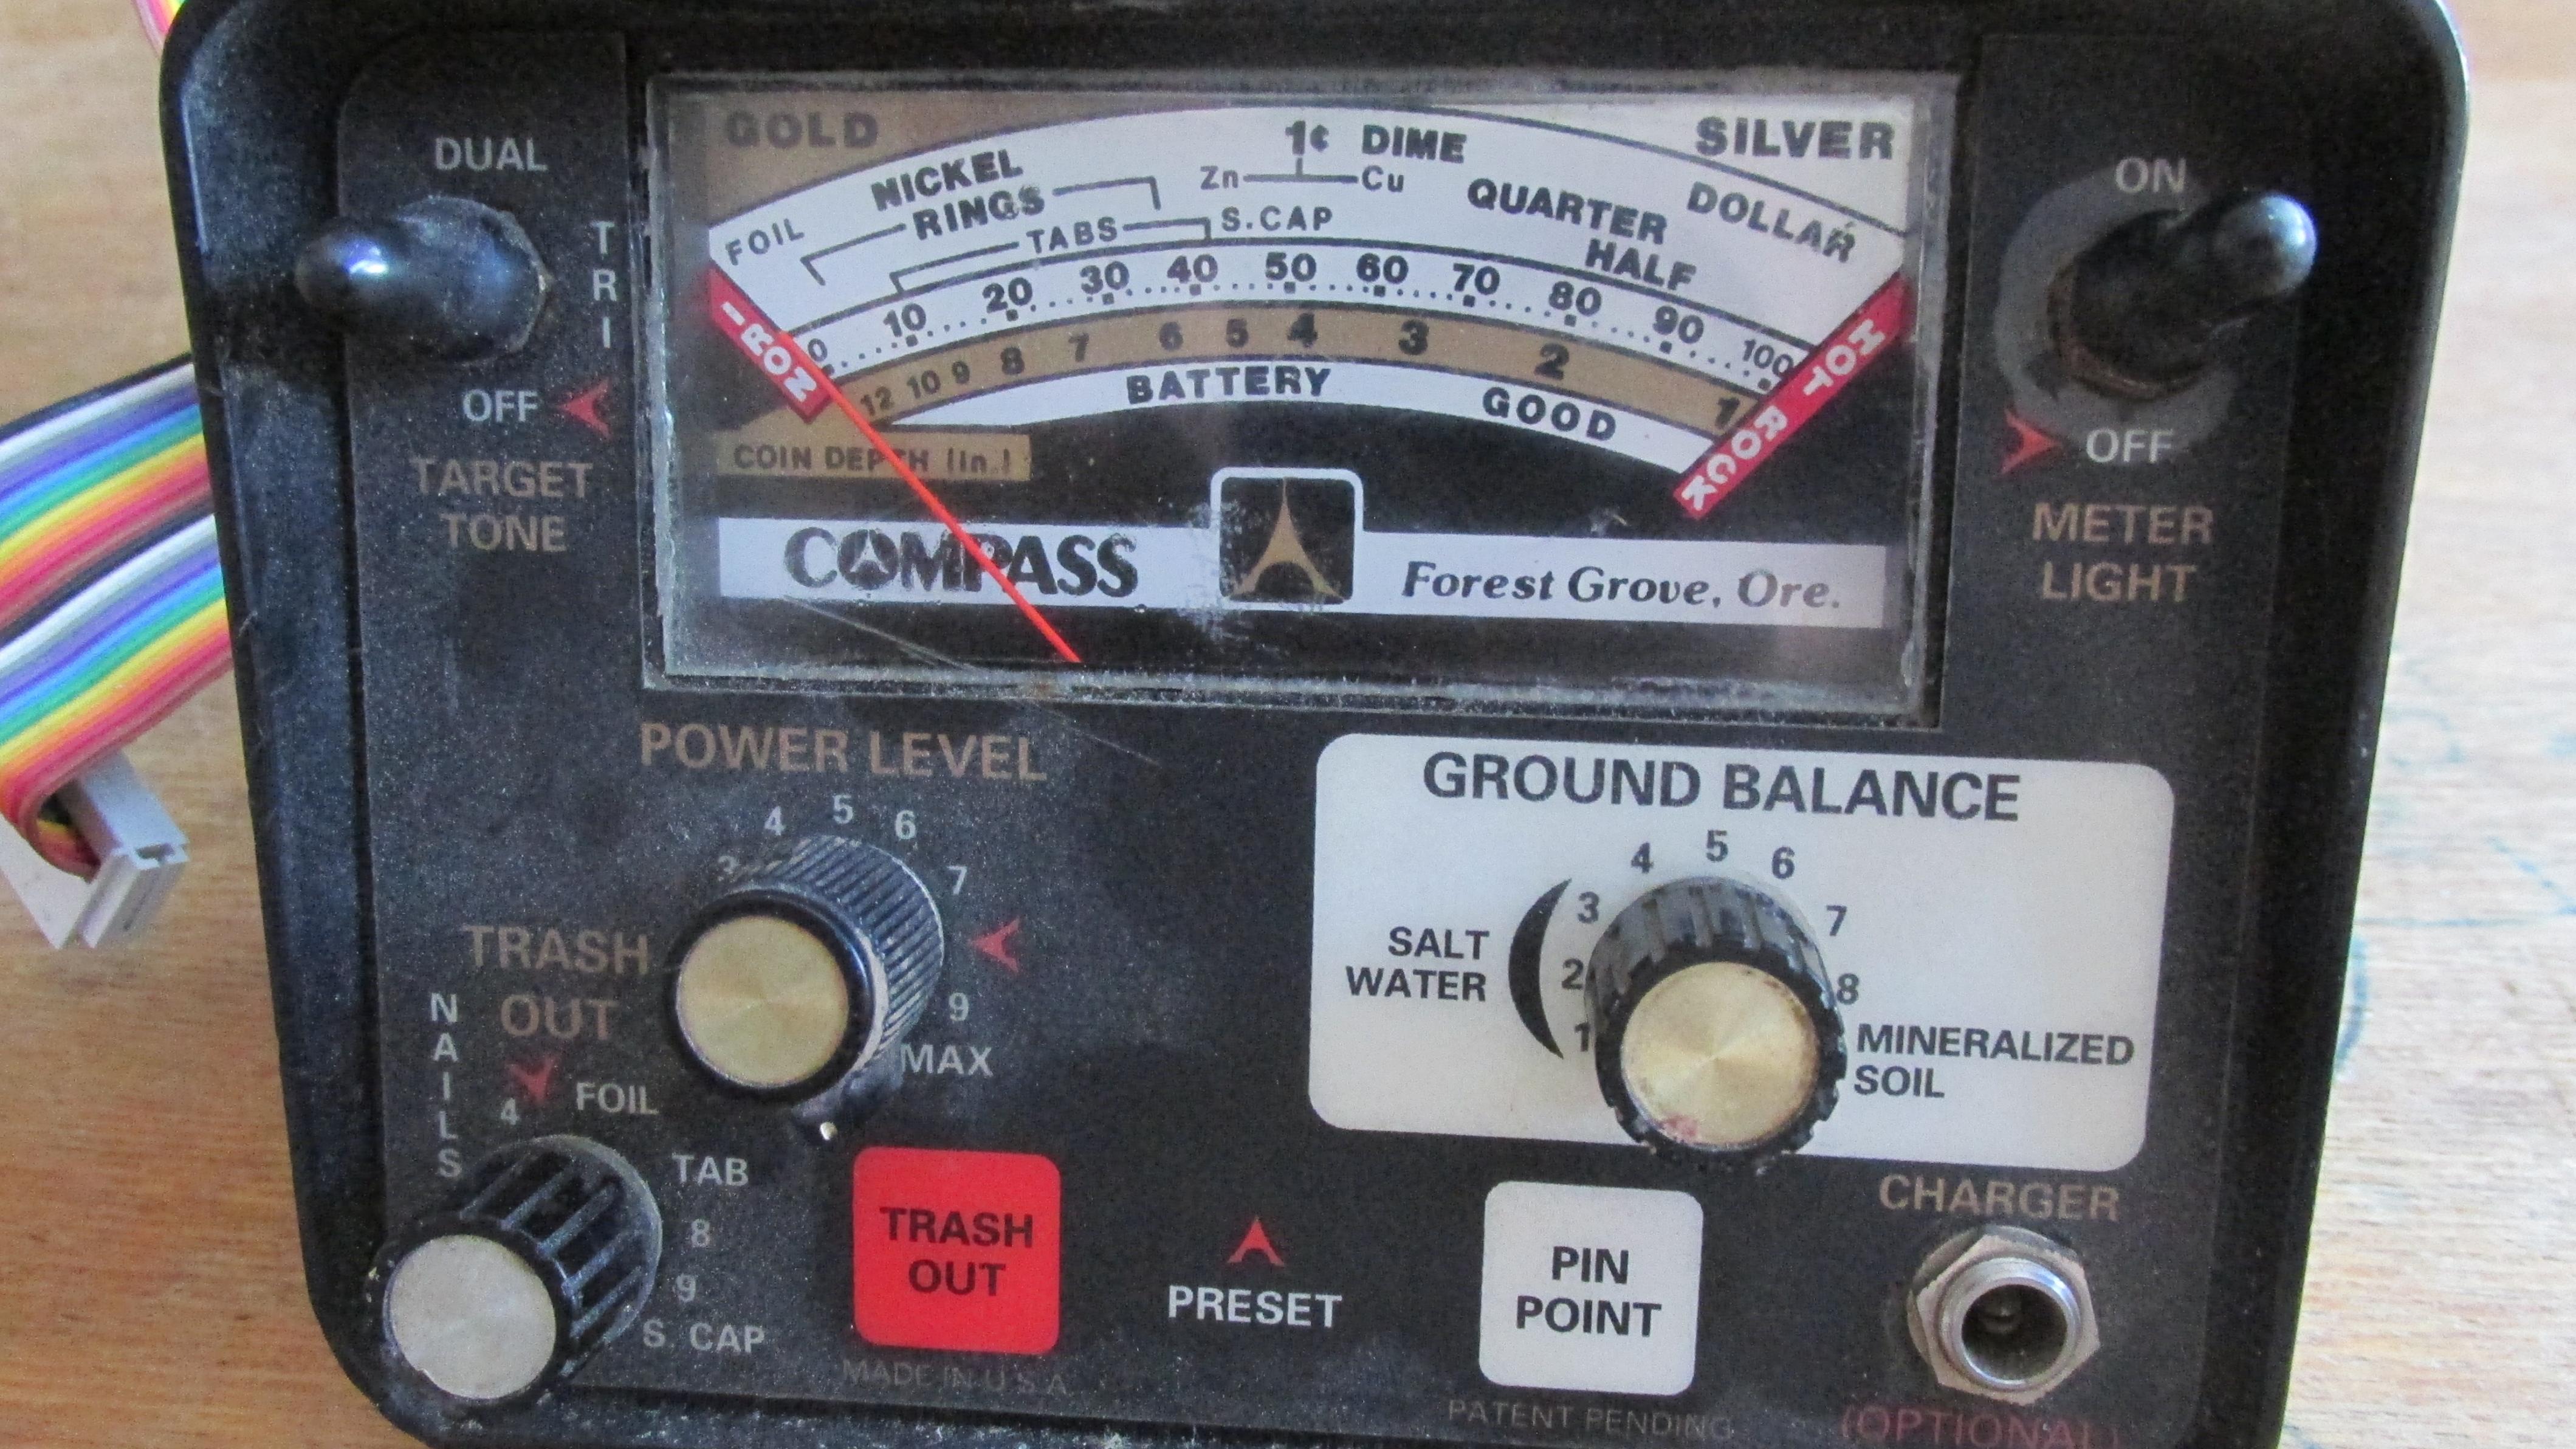 DUAL
TRI
OFF
TARGET
TONE
GOLD
SILVER
1¢ DIME
NICKEL
Zn Cu
QUARTER
DOLLAR
FOIL
RINGS
TABS
S.CAP
HALF
0 10 20 30 40 50 60 70 80 90 100
IRON
HOT ROCK
12 10 9 8 7 6 5 4 3 2 1
BATTERY GOOD
COIN DEPTH (in.)
COMPASS
Forest Grove, Ore.
ON
OFF
METER
LIGHT
POWER LEVEL
3 4 5 6 7
9
MAX
GROUND BALANCE
1 2 3 4 5 6 7 8
SALT
WATER
MINERALIZED
SOIL
TRASH
OUT
NAILS
4 FOIL
TAB
8
9
S. CAP
TRASH
OUT
PRESET
PIN
POINT
CHARGER
(OPTIONAL)
MADE IN U S A
PATENT PENDING